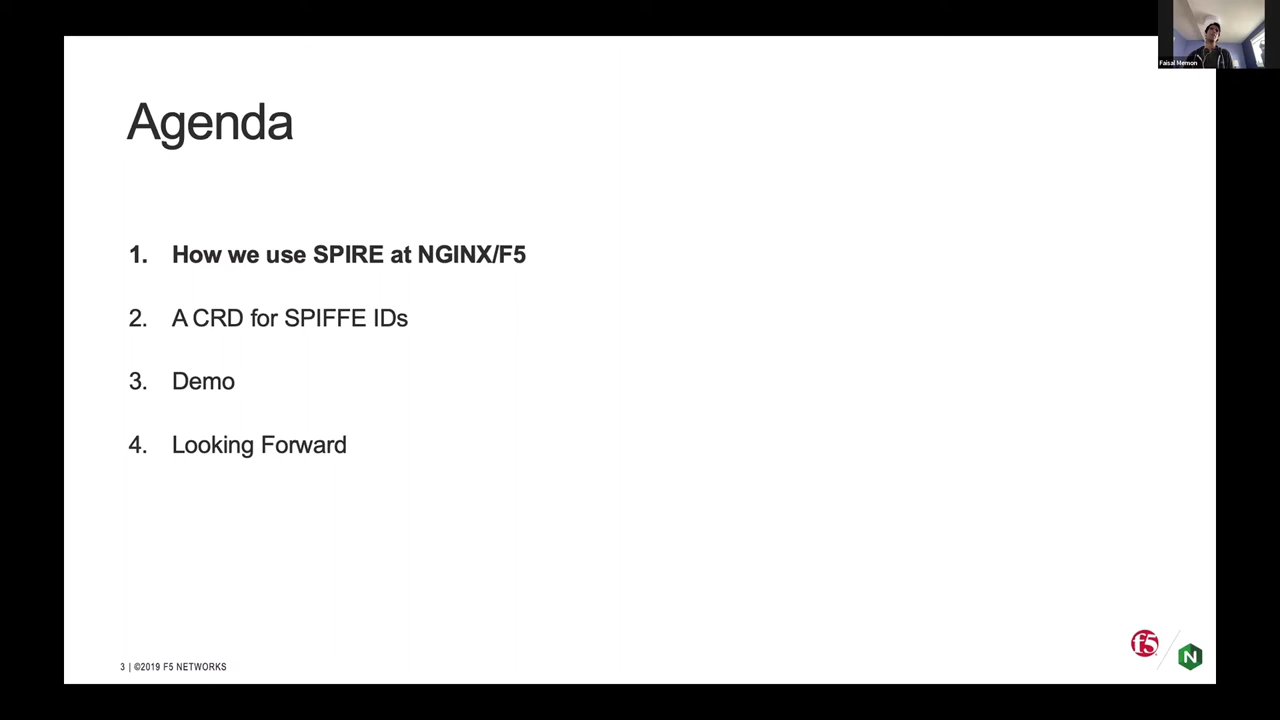 Faisal Memon
Agenda
1. How we use SPIRE at NGINX/F5
2. A CRD for SPIFFE IDs
3. Demo
4. Looking Forward
3 | ©2019 F5 NETWORKS
f5
N